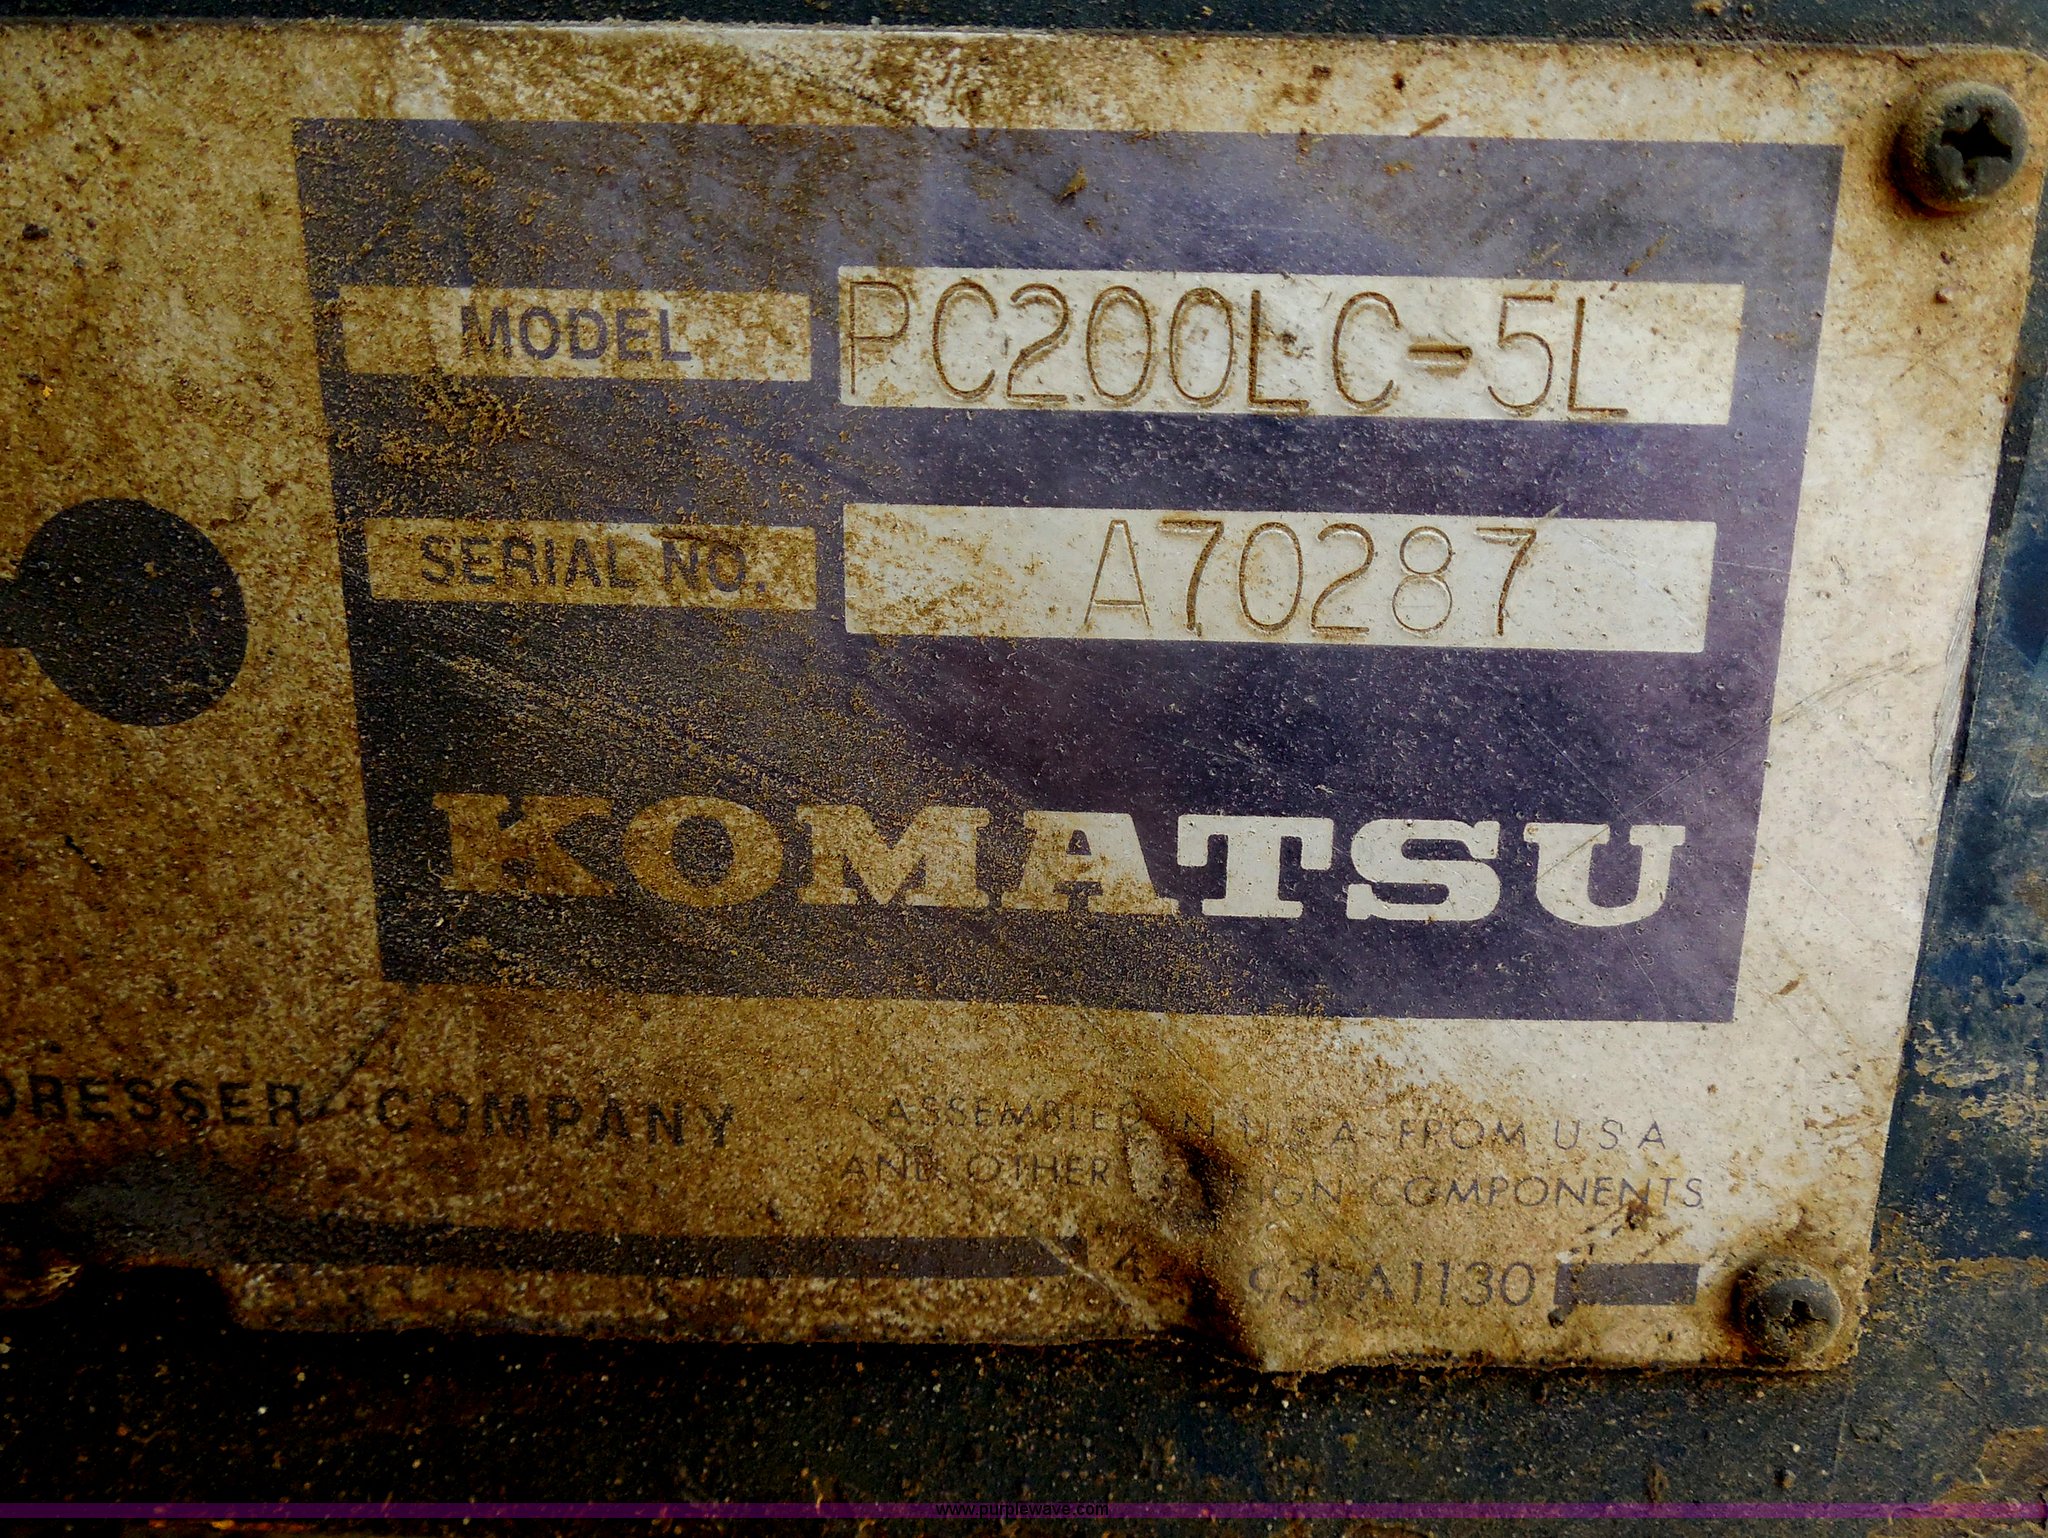 MODEL PC200LC-5L
SERIAL NO. A70287
KOMATSU
DRESSER COMPANY
ASSEMBLED IN U.S.A. FROM U.S.A
AND OTHER COMPONENTS
A1130
www.purplewave.com